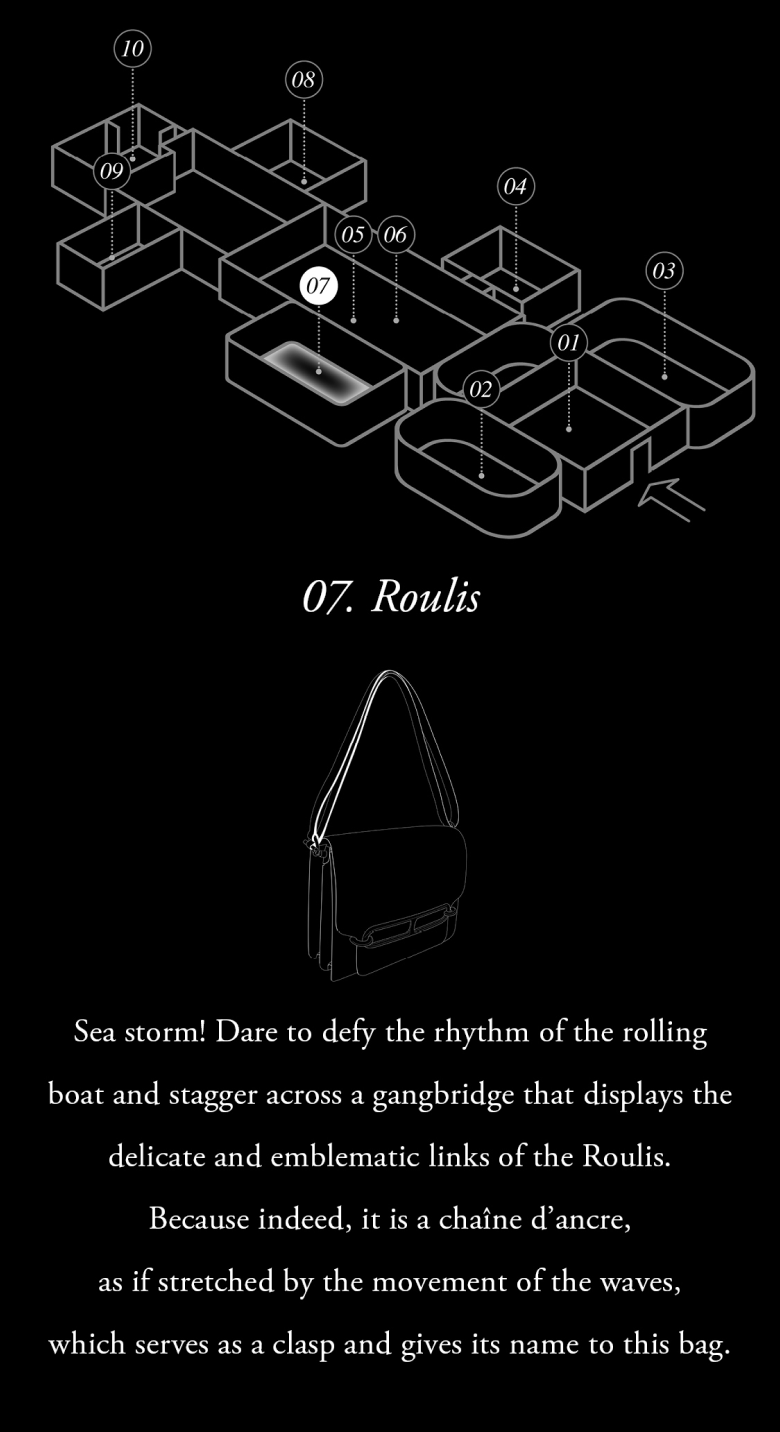 10
08
09
04
05
06
03
07
01
02
07. Roulis
Sea storm! Dare to defy the rhythm of the rolling
boat and stagger across a gangbridge that displays the
delicate and emblematic links of the Roulis.
Because indeed, it is a chaîne d’ancre,
as if stretched by the movement of the waves,
which serves as a clasp and gives its name to this bag.